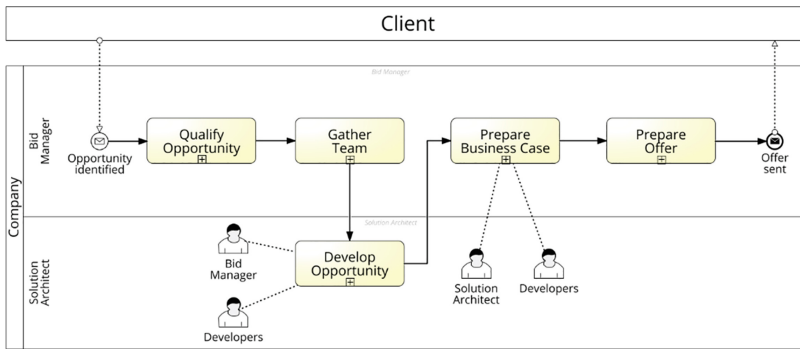 Client
Bid Manager
Company
Bid
Manager
Opportunity
identified
Qualify
Opportunity
Gather
Team
Prepare
Business Case
Prepare
Offer
Offer
sent
Solution Architect
Solution
Architect
Bid
Manager
Developers
Develop
Opportunity
Solution
Architect
Developers